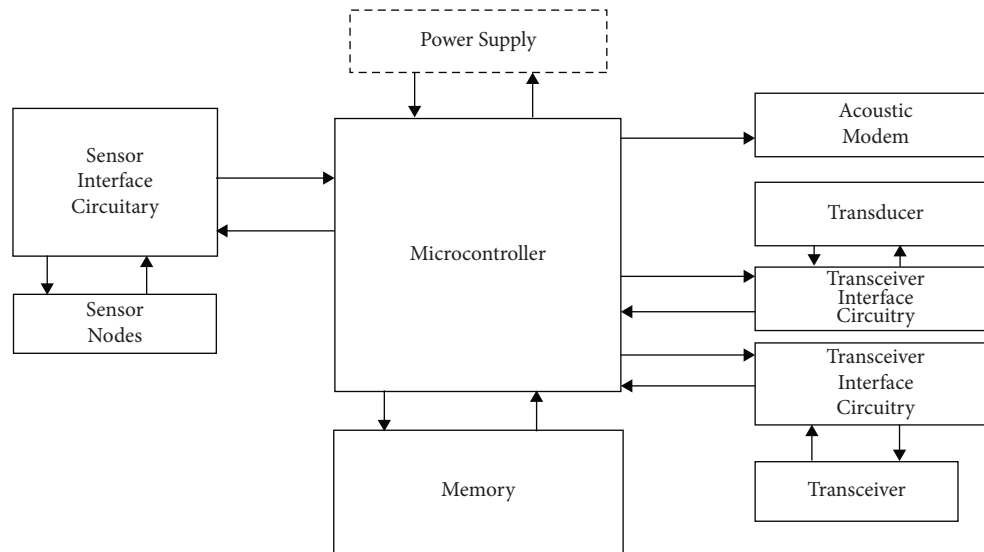 Power Supply
Sensor
Interface
Circuitary
Sensor
Nodes
Microcontroller
Memory
Acoustic
Modem
Transducer
Transceiver
Interface
Circuitry
Transceiver
Interface
Circuitry
Transceiver